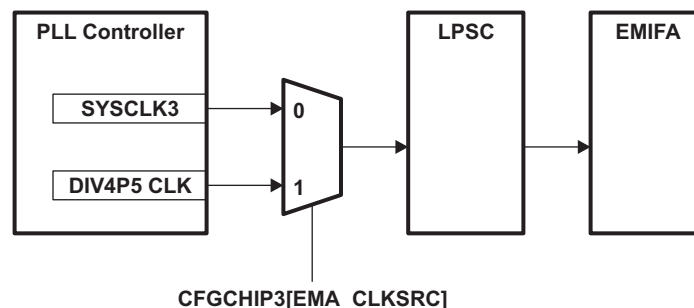 PLL Controller
LPSC
EMIFA
SYSCLK3
0
DIV4P5 CLK
1
CFGCHIP3[EMA_CLKSRC]